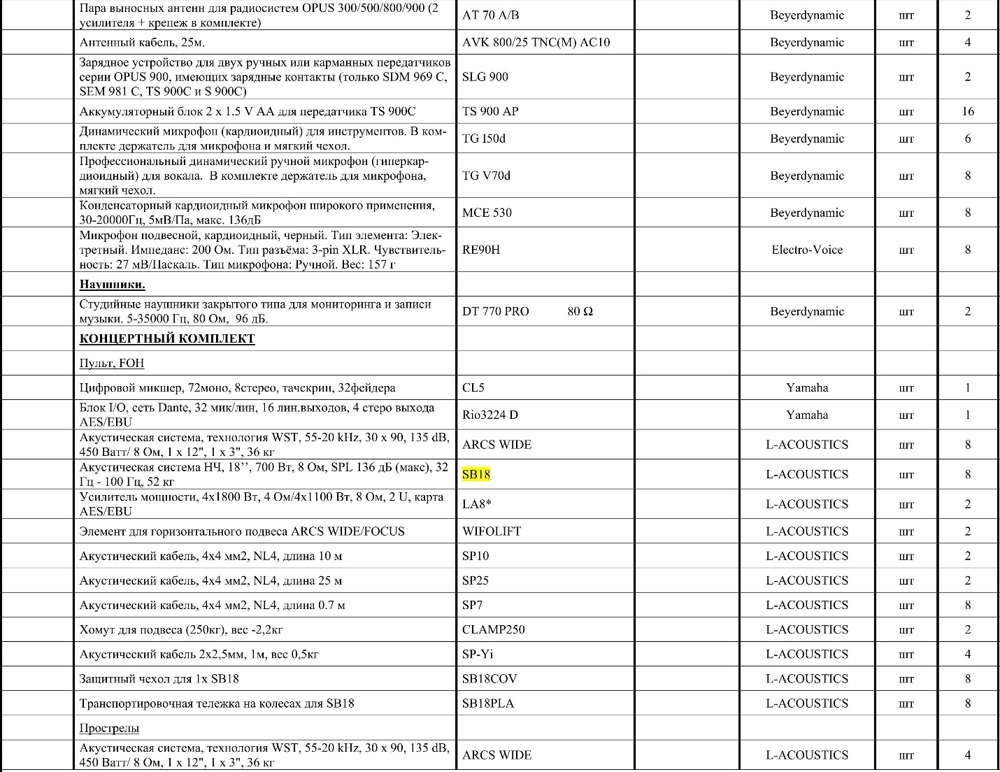 Пара выносных антенн для радиосистем OPUS 300/500/800/900 (2
усилителя + крепеж в комплекте)
AT 70 A/B
Beyerdynamic
шт
2
Антенный кабель, 25м.
AVK 800/25 TNC(M) AC10
Beyerdynamic
шт
4
Зарядное устройство для двух ручных или карманных передатчиков
серии OPUS 900, имеющих зарядные контакты (только SDM 969 C,
SEM 981 C, TS 900C и S 900C)
SLG 900
Beyerdynamic
шт
2
Аккумуляторный блок 2 x 1.5 V AA для передатчика TS 900C
TS 900 AP
Beyerdynamic
шт
16
Динамический микрофон (кардиоидный) для инструментов. В ком-
плекте держатель для микрофона и мягкий чехол.
TG I50d
Beyerdynamic
шт
6
Профессиональный динамический ручной микрофон (гиперкар-
диоидный) для вокала. В комплекте держатель для микрофона,
мягкий чехол.
TG V70d
Beyerdynamic
шт
8
Конденсаторный кардиоидный микрофон широкого применения,
30-20000Гц, 5мВ/Па, макс. 136дБ
MCE 530
Beyerdynamic
шт
8
Микрофон подвесной, кардиоидный, черный. Тип элемента: Элек-
третный. Импеданс: 200 Ом. Тип разъёма: 3-pin XLR. Чувствитель-
ность: 27 мВ/Паскаль. Тип микрофона: Ручной. Вес: 157 г
RE90H
Electro-Voice
шт
8
Наушники.
Студийные наушники закрытого типа для мониторинга и записи
музыки. 5-35000 Гц, 80 Ом, 96 дБ.
DT 770 PRO 80 Ω
Beyerdynamic
шт
2
КОНЦЕРТНЫЙ КОМПЛЕКТ
Пульт, FOH
Цифровой микшер, 72моно, 8стерео, тачскрин, 32фейдера
CL5
Yamaha
шт
1
Блок I/O, сеть Dante, 32 мик/лин, 16 лин.выходов, 4 стеро выхода
AES/EBU
Rio3224 D
Yamaha
шт
1
Акустическая система, технология WST, 55-20 kHz, 30 x 90, 135 dB,
450 Ватт/ 8 Ом, 1 x 12", 1 x 3", 36 кг
ARCS WIDE
L-ACOUSTICS
шт
8
Акустическая система НЧ, 18’’, 700 Вт, 8 Ом, SPL 136 дБ (макс), 32
Гц - 100 Гц, 52 кг
SB18
L-ACOUSTICS
шт
8
Усилитель мощности, 4x1800 Вт, 4 Ом/4x1100 Вт, 8 Ом, 2 U, карта
AES/EBU
LA8*
L-ACOUSTICS
шт
2
Элемент для горизонтального подвеса ARCS WIDE/FOCUS
WIFOLIFT
L-ACOUSTICS
шт
2
Акустический кабель, 4x4 мм2, NL4, длина 10 м
SP10
L-ACOUSTICS
шт
2
Акустический кабель, 4x4 мм2, NL4, длина 25 м
SP25
L-ACOUSTICS
шт
2
Акустический кабель, 4x4 мм2, NL4, длина 0.7 м
SP7
L-ACOUSTICS
шт
8
Хомут для подвеса (250кг), вес -2,2кг
CLAMP250
L-ACOUSTICS
шт
2
Акустический кабель 2x2,5мм, 1м, вес 0,5кг
SP-Yi
L-ACOUSTICS
шт
4
Защитный чехол для 1x SB18
SB18COV
L-ACOUSTICS
шт
8
Транспортировочная тележка на колесах для SB18
SB18PLA
L-ACOUSTICS
шт
8
Прострелы
Акустическая система, технология WST, 55-20 kHz, 30 x 90, 135 dB,
450 Ватт/ 8 Ом, 1 x 12", 1 x 3", 36 кг
ARCS WIDE
L-ACOUSTICS
шт
4